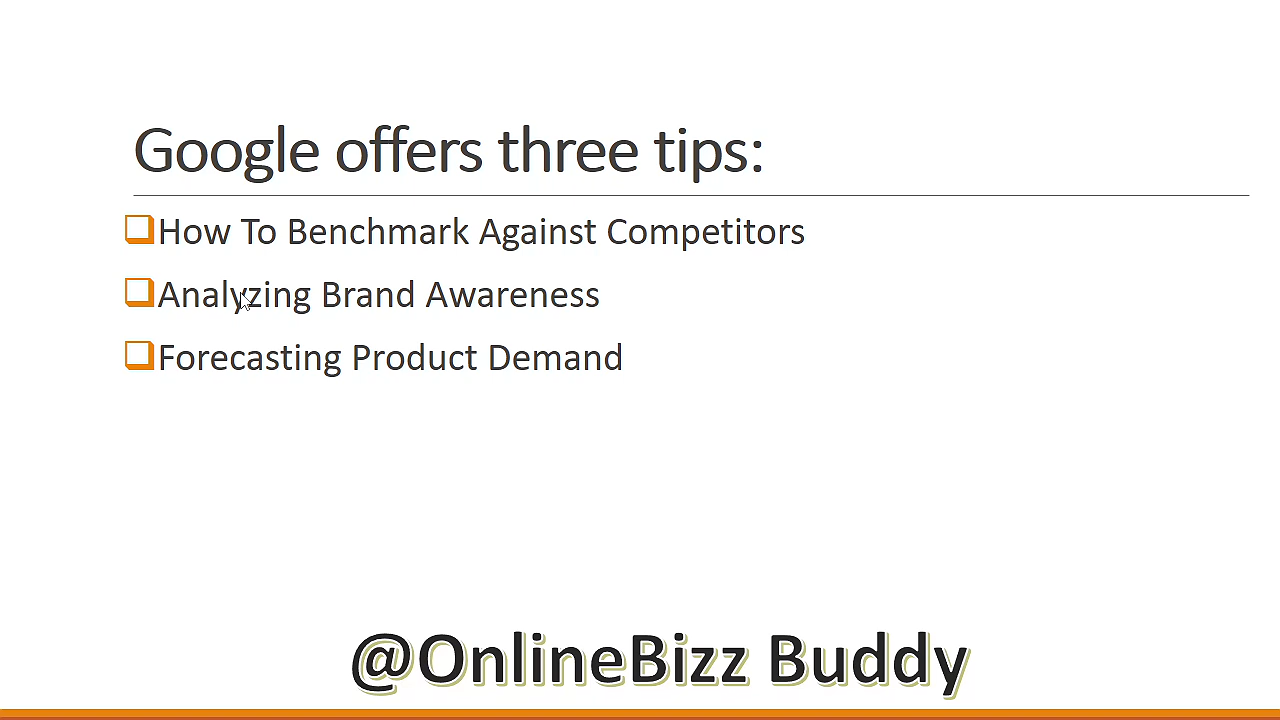 Google offers three tips:
How To Benchmark Against Competitors
Analyzing Brand Awareness
Forecasting Product Demand
@OnlineBizz Buddy